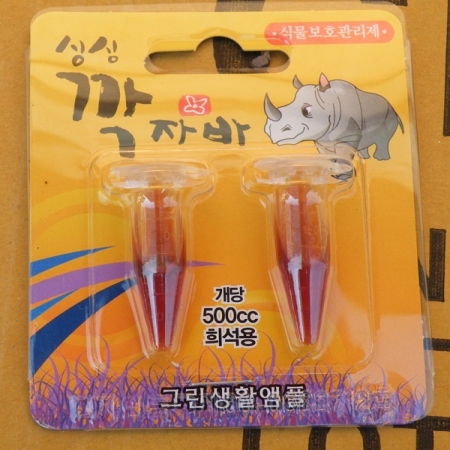 식물보호관리제
싱싱
깍
자바
개당
500cc
희석용
그린생활앰플